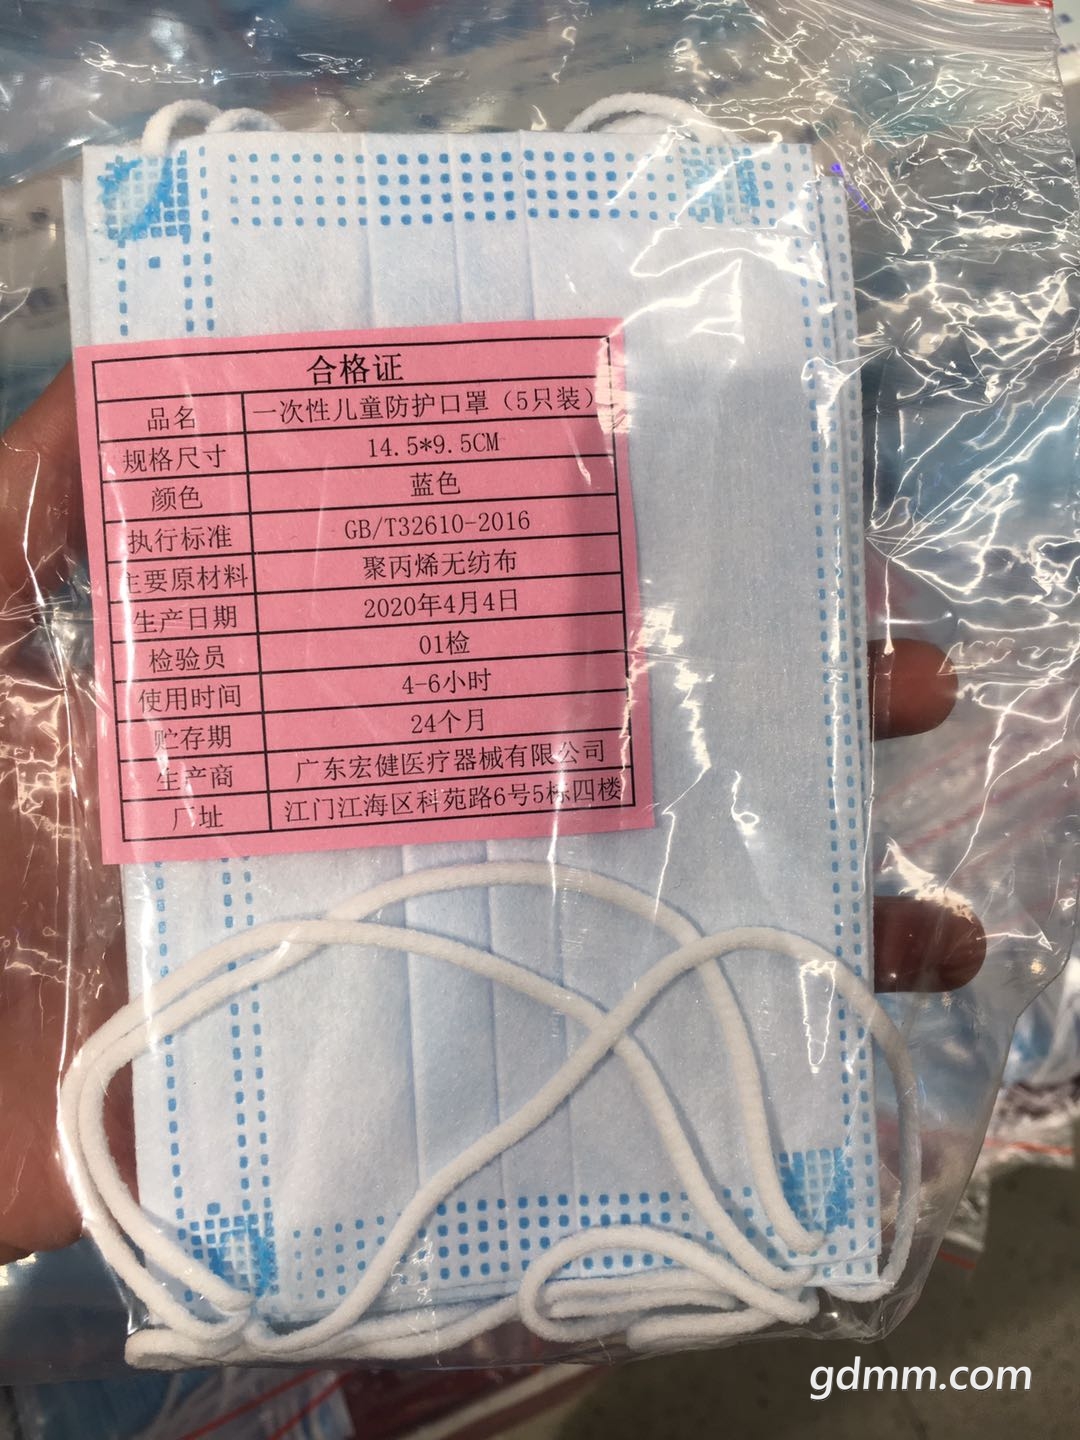 合格证
品名 一次性儿童防护口罩（5只装）
规格尺寸 14.5*9.5CM
颜色 蓝色
执行标准 GB/T32610-2016
主要原材料 聚丙烯无纺布
生产日期 2020年4月4日
检验员 01检
使用时间 4-6小时
贮存期 24个月
生产商 广东宏健医疗器械有限公司
厂址 江门江海区科苑路6号5栋四楼
gdmm.com